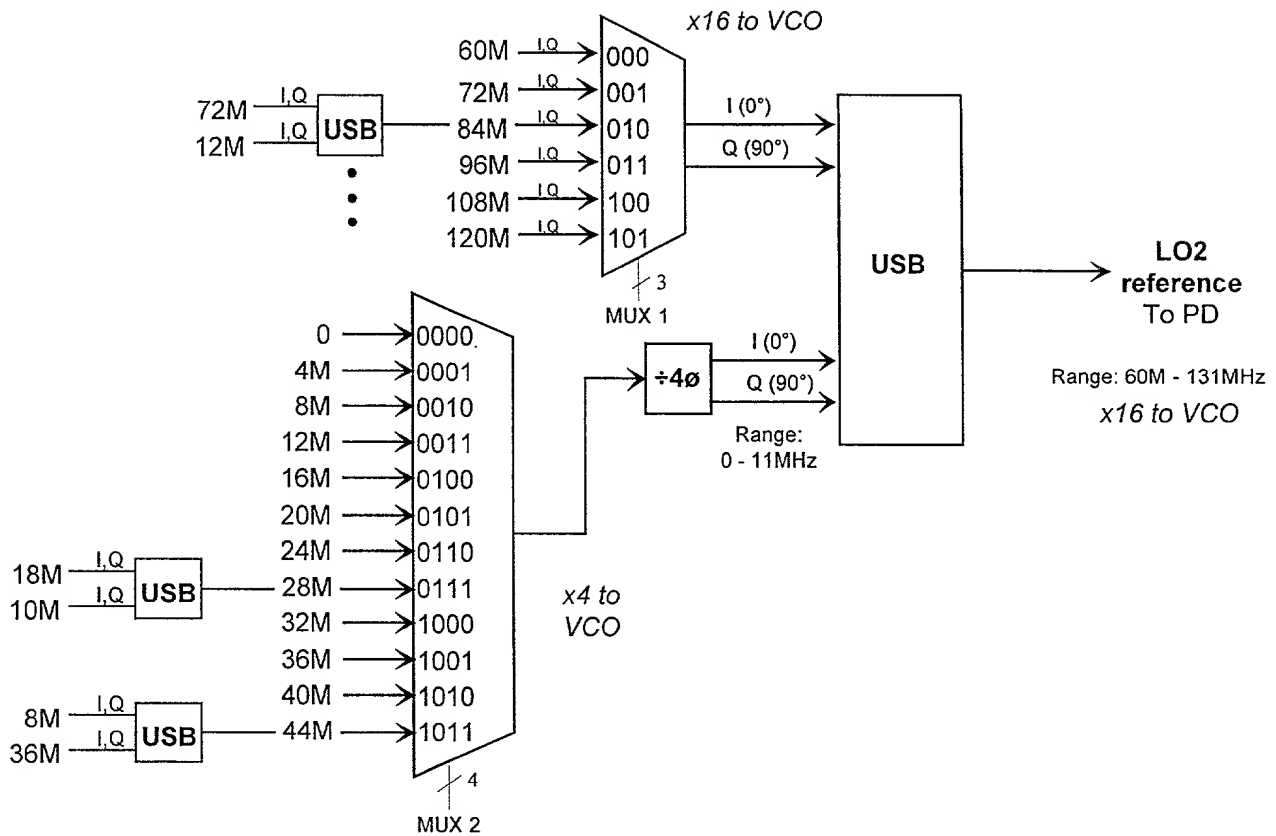 x16 to VCO
60M I,Q 000
72M I,Q 001
72M I,Q
12M I,Q
USB
84M I,Q 010
96M I,Q 011
108M I,Q 100
120M I,Q 101
3
MUX 1
I (0°)
Q (90°)
USB
LO2
reference
To PD
Range: 60M - 131MHz
x16 to VCO
0 0000
4M 0001
8M 0010
12M 0011
16M 0100
20M 0101
24M 0110
18M I,Q
10M I,Q
USB
28M 0111
32M 1000
36M 1001
40M 1010
8M I,Q
36M I,Q
USB
44M 1011
4
MUX 2
x4 to
VCO
÷4ø
I (0°)
Q (90°)
Range:
0 - 11MHz